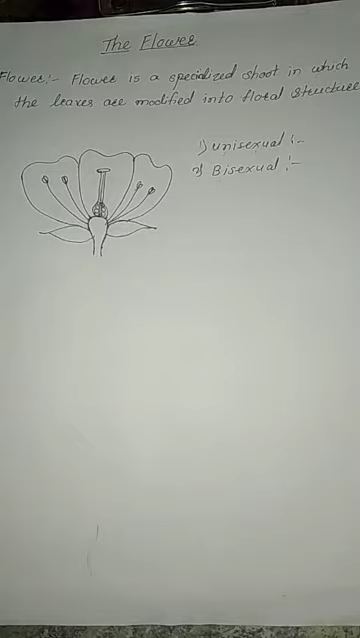 The Flower
Flower:- Flower is a specialized shoot in which
the leaves are modified into floral structure
1) unisexual :-
2) Bisexual :-